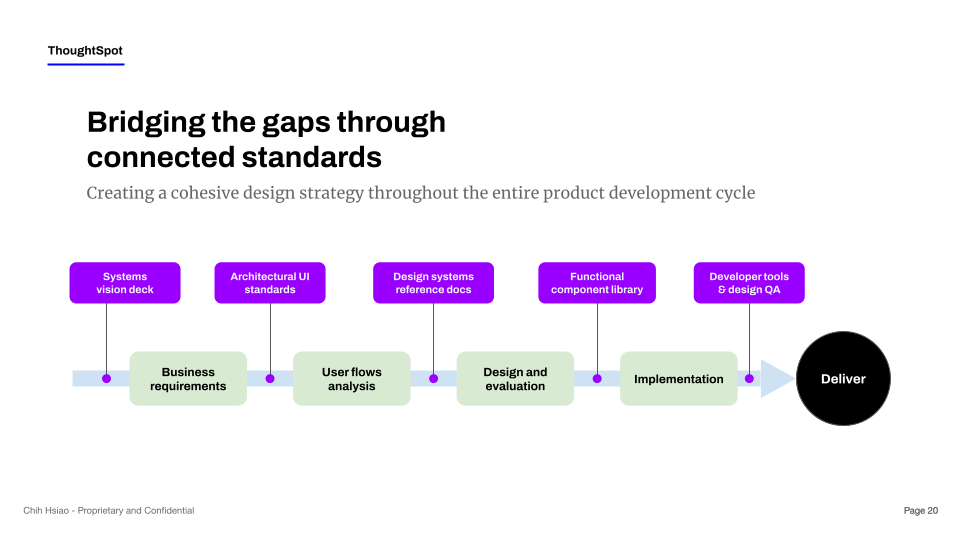 ThoughtSpot
Bridging the gaps through
connected standards
Creating a cohesive design strategy throughout the entire product development cycle
Systems
vision deck
Architectural UI
standards
Design systems
reference docs
Functional
component library
Developer tools
& design QA
Business
requirements
User flows
analysis
Design and
evaluation
Implementation
Deliver
Chih Hsiao - Proprietary and Confidential
Page 20